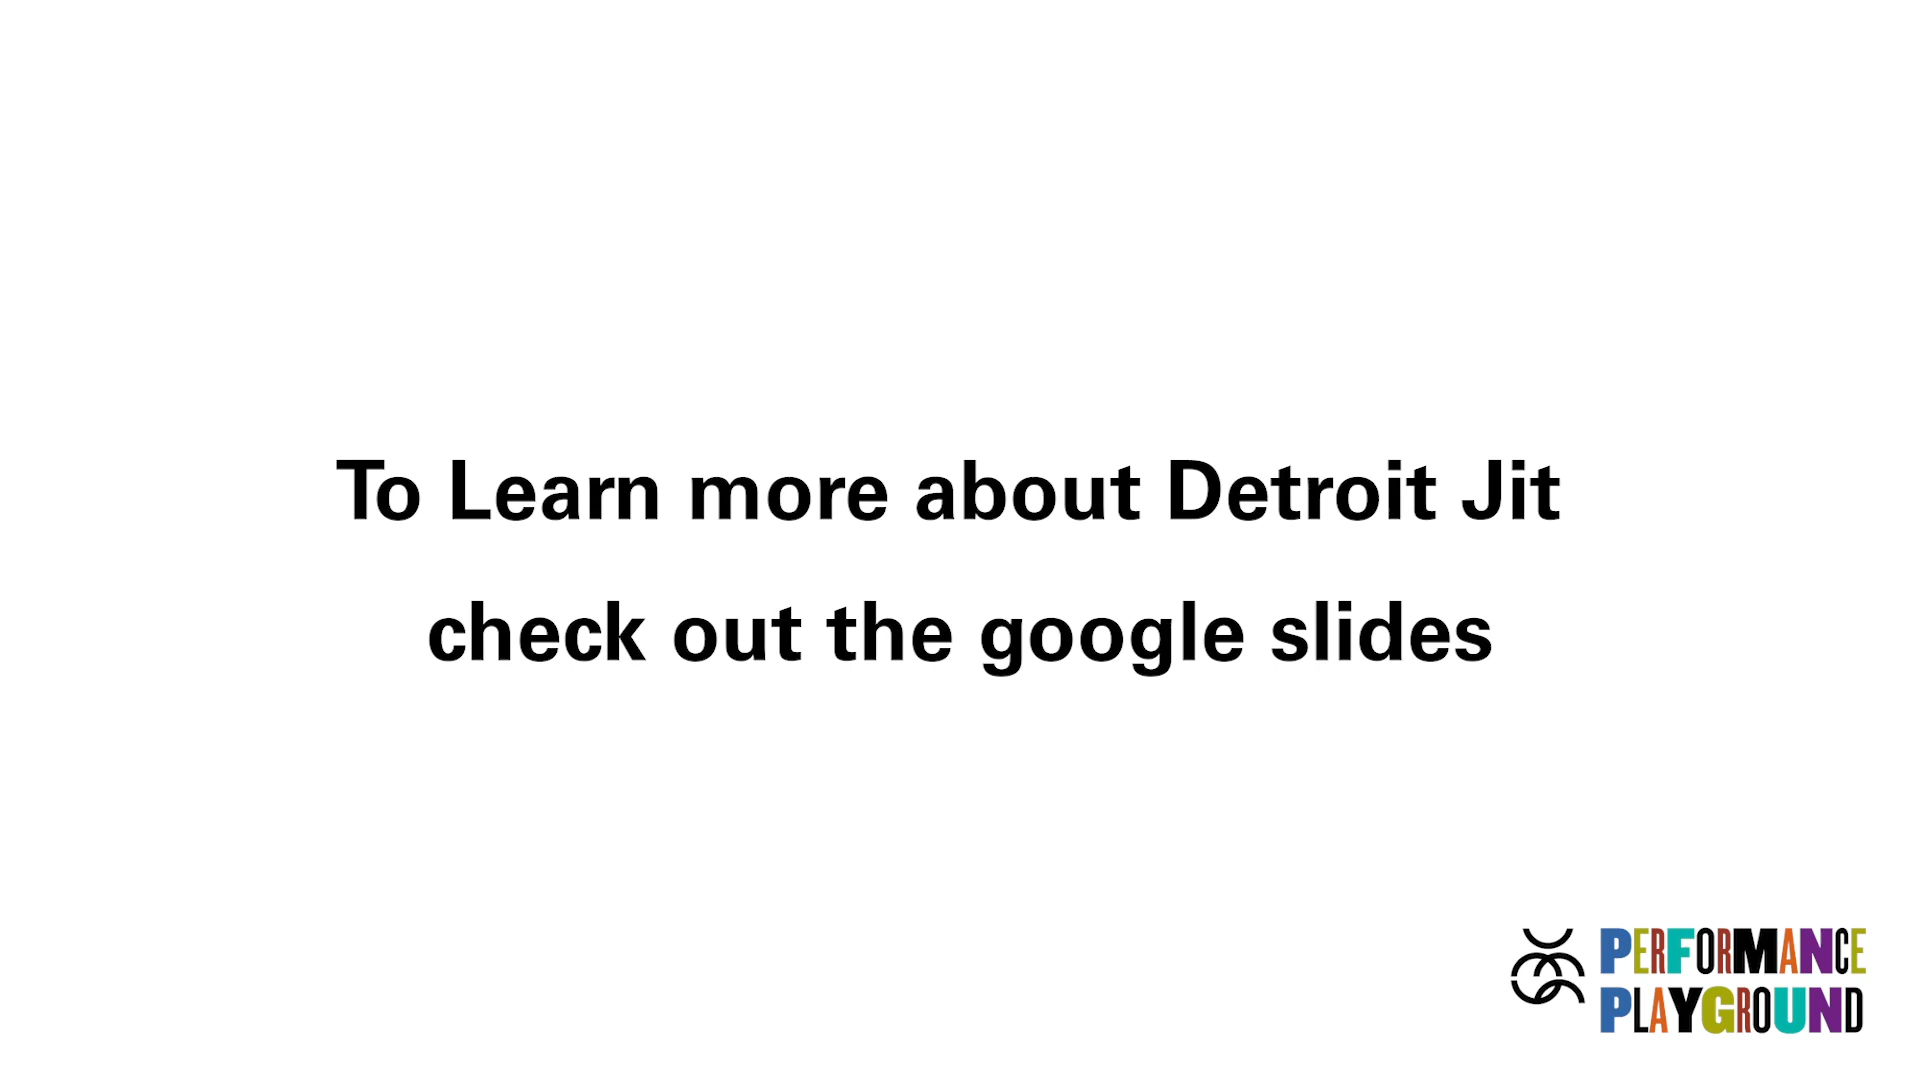 To Learn more about Detroit Jit
check out the google slides
PERFORMANCE
PLAYGROUND